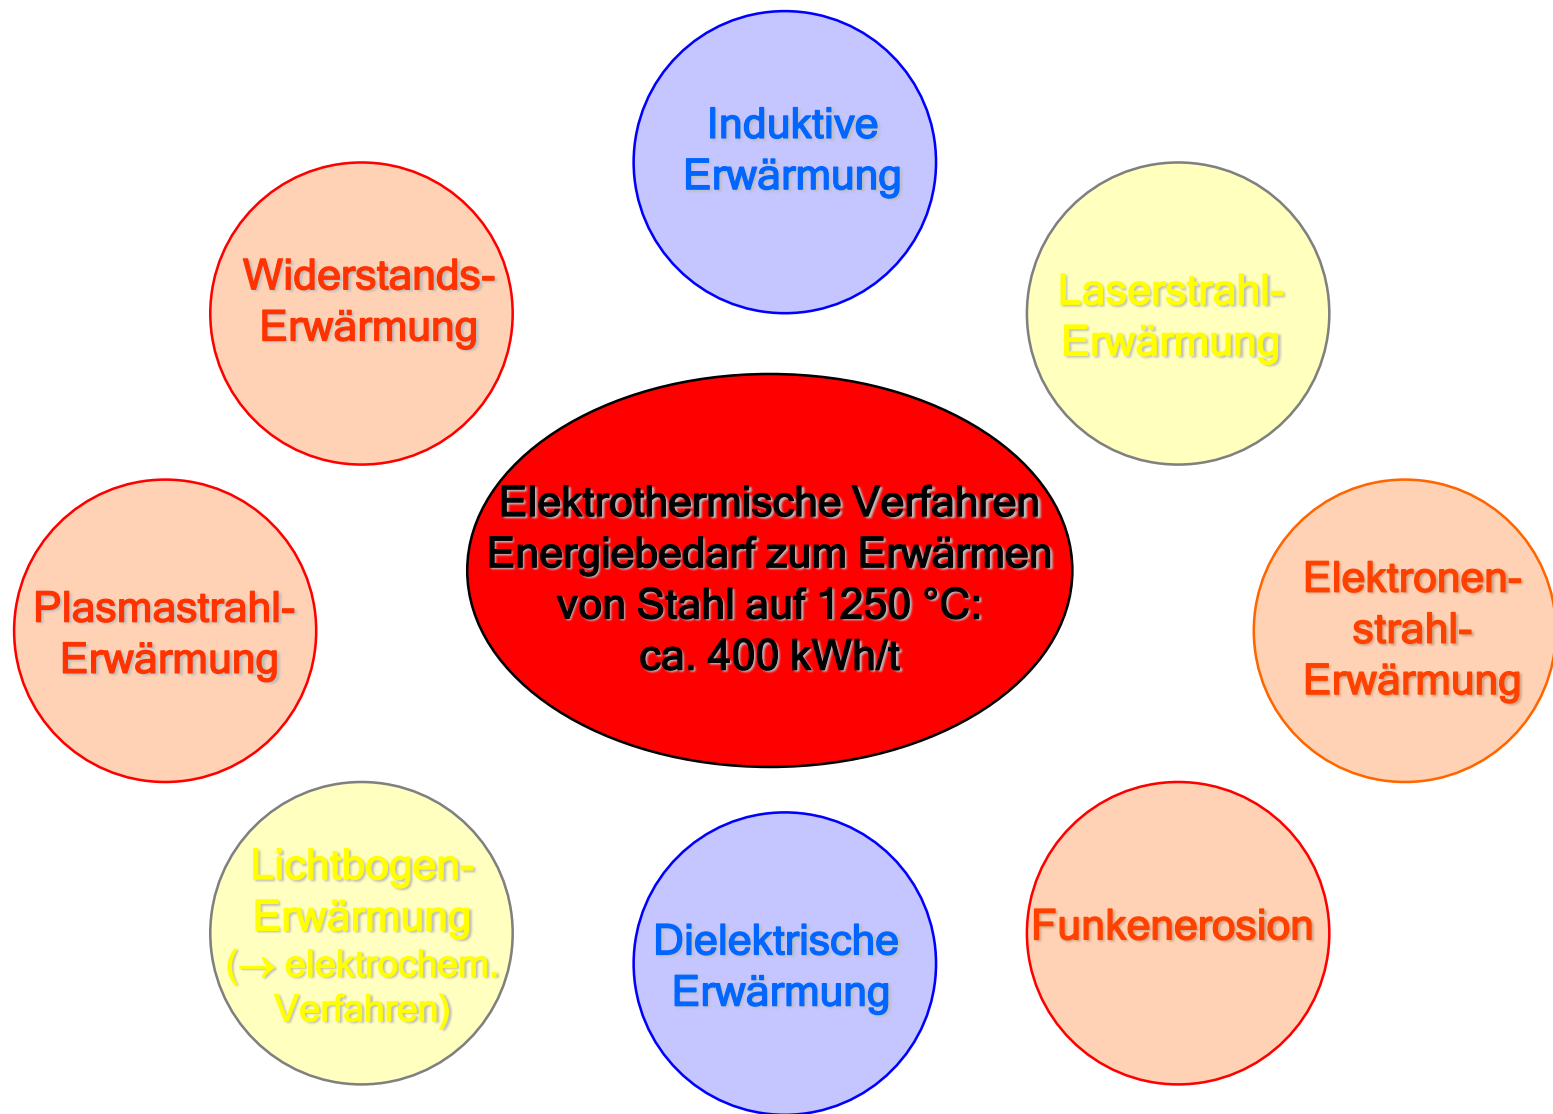 Induktive
Erwärmung
Widerstands-
Erwärmung
Laserstrahl-
Erwärmung
Elektrothermische Verfahren
Energiebedarf zum Erwärmen
von Stahl auf 1250 °C:
ca. 400 kWh/t
Plasmastrahl-
Erwärmung
Elektronen-
strahl-
Erwärmung
Lichtbogen-
Erwärmung
(→ elektrochem.
Verfahren)
Dielektrische
Erwärmung
Funkenerosion